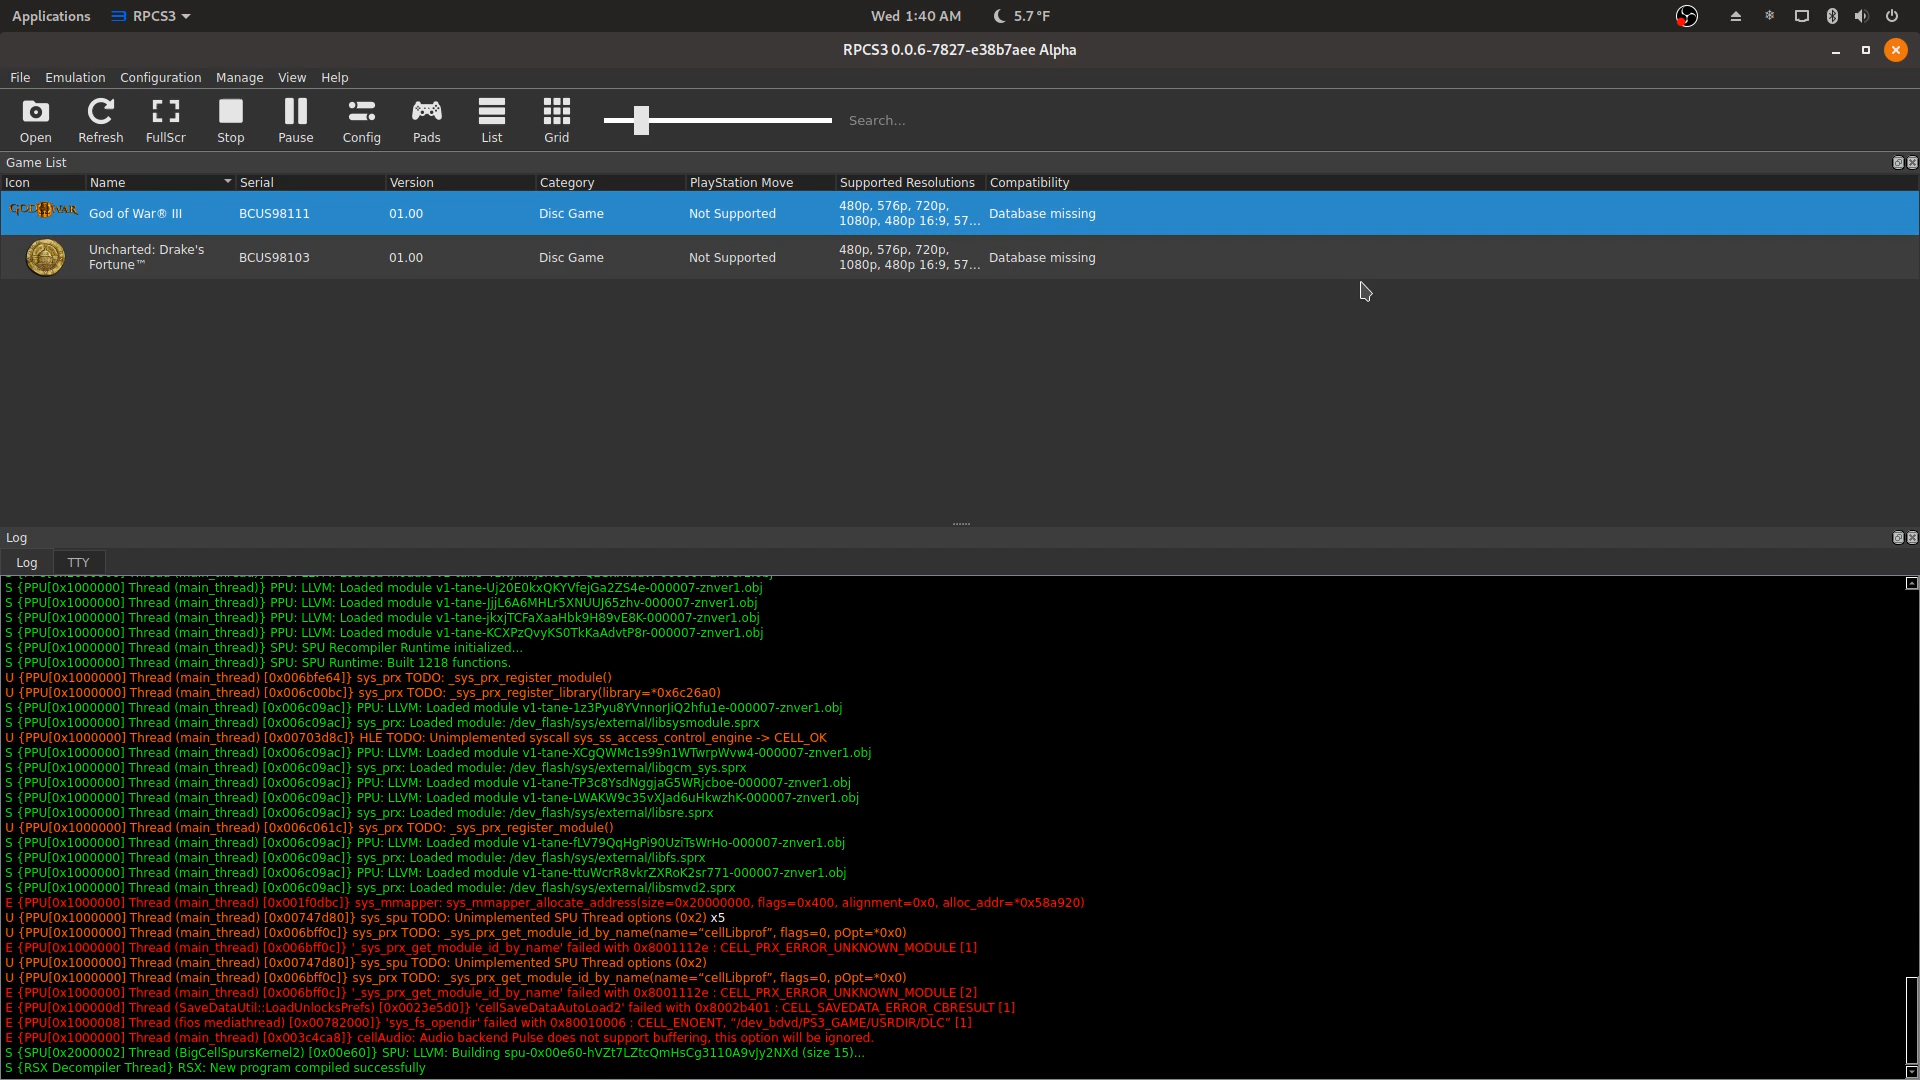 Applications RPCS3 Wed 1:40 AM 5.7 °F
RPCS3 0.0.6-7827-e38b7aee Alpha
File Emulation Configuration Manage View Help
Open Refresh FullScr Stop Pause Config Pads List Grid Search...
Game List
Icon Name Serial Version Category PlayStation Move Supported Resolutions Compatibility
GOD WAR God of War® III BCUS98111 01.00 Disc Game Not Supported 480p, 576p, 720p, 1080p, 480p 16:9, 57... Database missing
Uncharted: Drake's Fortune™ BCUS98103 01.00 Disc Game Not Supported 480p, 576p, 720p, 1080p, 480p 16:9, 57... Database missing
Log
Log TTY
S {PPU[0x1000000] Thread (main_thread)} PPU: LLVM: Loaded module v1-tane-Uj20E0kxQKYVfejGa2ZS4e-000007-znver1.obj
S {PPU[0x1000000] Thread (main_thread)} PPU: LLVM: Loaded module v1-tane-JjjL6A6MHLr5XNUUJ65zhv-000007-znver1.obj
S {PPU[0x1000000] Thread (main_thread)} PPU: LLVM: Loaded module v1-tane-jkxjTCFaXaaHbk9H89vE8K-000007-znver1.obj
S {PPU[0x1000000] Thread (main_thread)} PPU: LLVM: Loaded module v1-tane-KCXPzQvyKS0TkKaAdvtP8r-000007-znver1.obj
S {PPU[0x1000000] Thread (main_thread)} SPU: SPU Recompiler Runtime initialized...
S {PPU[0x1000000] Thread (main_thread)} SPU: SPU Runtime: Built 1218 functions.
U {PPU[0x1000000] Thread (main_thread) [0x006bfe64]} sys_prx TODO: _sys_prx_register_module()
U {PPU[0x1000000] Thread (main_thread) [0x006c00bc]} sys_prx TODO: _sys_prx_register_library(library=*0x6c26a0)
S {PPU[0x1000000] Thread (main_thread) [0x006c09ac]} PPU: LLVM: Loaded module v1-tane-1z3Pyu8YVnnorJiQ2hfu1e-000007-znver1.obj
S {PPU[0x1000000] Thread (main_thread) [0x006c09ac]} sys_prx: Loaded module: /dev_flash/sys/external/libsysmodule.sprx
U {PPU[0x1000000] Thread (main_thread) [0x00703d8c]} HLE TODO: Unimplemented syscall sys_ss_access_control_engine -> CELL_OK
S {PPU[0x1000000] Thread (main_thread) [0x006c09ac]} PPU: LLVM: Loaded module v1-tane-XCgQWMc1s99n1WTwrpWvw4-000007-znver1.obj
S {PPU[0x1000000] Thread (main_thread) [0x006c09ac]} sys_prx: Loaded module: /dev_flash/sys/external/libgcm_sys.sprx
S {PPU[0x1000000] Thread (main_thread) [0x006c09ac]} PPU: LLVM: Loaded module v1-tane-TP3c8YsdNggjaG5WRjcboe-000007-znver1.obj
S {PPU[0x1000000] Thread (main_thread) [0x006c09ac]} PPU: LLVM: Loaded module v1-tane-LWAKW9c35vXJad6uHkwzhK-000007-znver1.obj
S {PPU[0x1000000] Thread (main_thread) [0x006c09ac]} sys_prx: Loaded module: /dev_flash/sys/external/libsre.sprx
U {PPU[0x1000000] Thread (main_thread) [0x006c061c]} sys_prx TODO: _sys_prx_register_module()
S {PPU[0x1000000] Thread (main_thread) [0x006c09ac]} PPU: LLVM: Loaded module v1-tane-fLV79QqHgPi90UziTsWrHo-000007-znver1.obj
S {PPU[0x1000000] Thread (main_thread) [0x006c09ac]} sys_prx: Loaded module: /dev_flash/sys/external/libfs.sprx
S {PPU[0x1000000] Thread (main_thread) [0x006c09ac]} PPU: LLVM: Loaded module v1-tane-ttuWcrR8vkrZXRoK2sr771-000007-znver1.obj
S {PPU[0x1000000] Thread (main_thread) [0x006c09ac]} sys_prx: Loaded module: /dev_flash/sys/external/libsmvd2.sprx
E {PPU[0x1000000] Thread (main_thread) [0x001f0dbc]} sys_mmapper: sys_mmapper_allocate_address(size=0x20000000, flags=0x400, alignment=0x0, alloc_addr=*0x58a920)
U {PPU[0x1000000] Thread (main_thread) [0x00747d80]} sys_spu TODO: Unimplemented SPU Thread options (0x2) x5
U {PPU[0x1000000] Thread (main_thread) [0x006bff0c]} sys_prx TODO: _sys_prx_get_module_id_by_name(name=“cellLibprof”, flags=0, pOpt=*0x0)
E {PPU[0x1000000] Thread (main_thread) [0x006bff0c]} '_sys_prx_get_module_id_by_name' failed with 0x8001112e : CELL_PRX_ERROR_UNKNOWN_MODULE [1]
U {PPU[0x1000000] Thread (main_thread) [0x00747d80]} sys_spu TODO: Unimplemented SPU Thread options (0x2)
U {PPU[0x1000000] Thread (main_thread) [0x006bff0c]} sys_prx TODO: _sys_prx_get_module_id_by_name(name=“cellLibprof”, flags=0, pOpt=*0x0)
E {PPU[0x1000000] Thread (main_thread) [0x006bff0c]} '_sys_prx_get_module_id_by_name' failed with 0x8001112e : CELL_PRX_ERROR_UNKNOWN_MODULE [2]
E {PPU[0x100000d] Thread (SaveDataUtil::LoadUnlocksPrefs) [0x0023e5d0]} 'cellSaveDataAutoLoad2' failed with 0x8002b401 : CELL_SAVEDATA_ERROR_CBRESULT [1]
E {PPU[0x1000008] Thread (fios mediathread) [0x00782000]} 'sys_fs_opendir' failed with 0x80010006 : CELL_ENOENT, “/dev_bdvd/PS3_GAME/USRDIR/DLC” [1]
E {PPU[0x1000000] Thread (main_thread) [0x003c4ca8]} cellAudio: Audio backend Pulse does not support buffering, this option will be ignored.
S {SPU[0x2000002] Thread (BigCellSpursKernel2) [0x00e60]} SPU: LLVM: Building spu-0x00e60-hVZt7LZtcQmHsCg3110A9vJy2NXd (size 15)...
S {RSX Decompiler Thread} RSX: New program compiled successfully